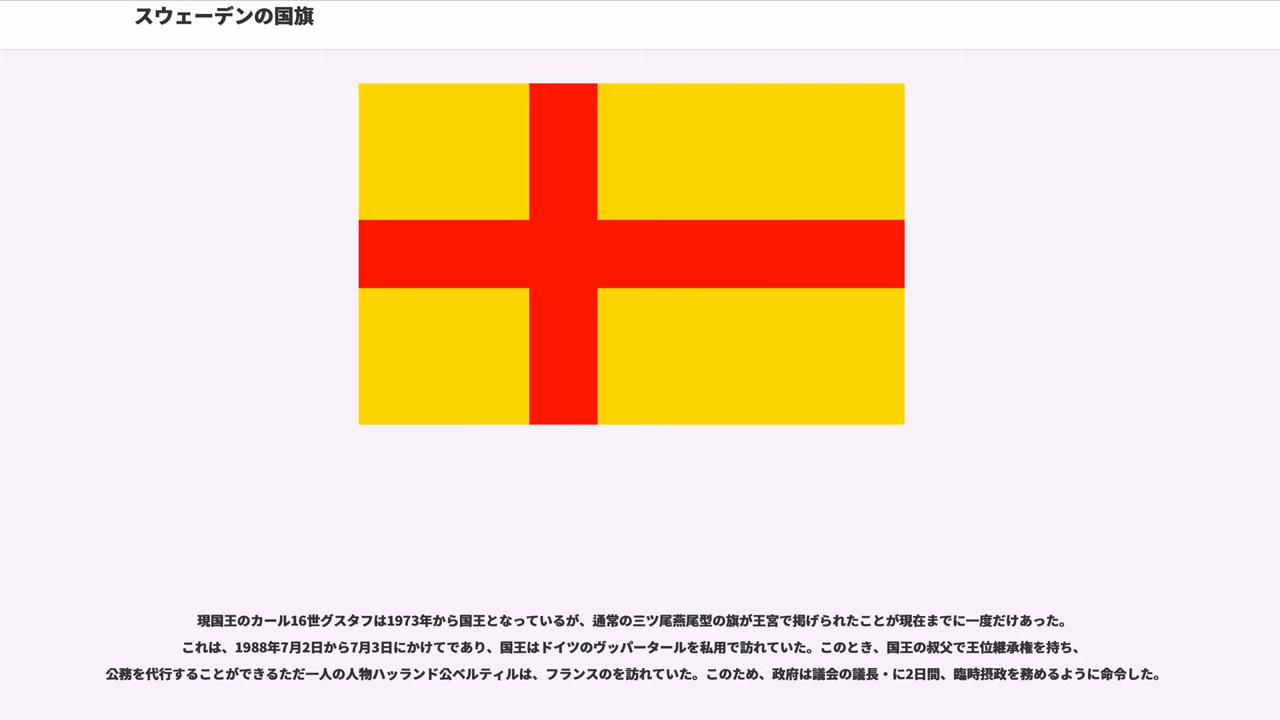 スウェーデンの国旗
現国王のカール16世グスタフは1973年から国王となっているが、通常の三ツ尾燕尾型の旗が王宮で掲げられたことが現在までに一度だけあった。
これは、1988年7月2日から7月3日にかけてであり、国王はドイツのヴッパータールを私用で訪れていた。このとき、国王の叔父で王位継承権を持ち、
公務を代行することができるただ一人の人物ハッランド公ベルティルは、フランスのを訪れていた。このため、政府は議会の議長・に2日間、臨時摂政を務めるように命令した。